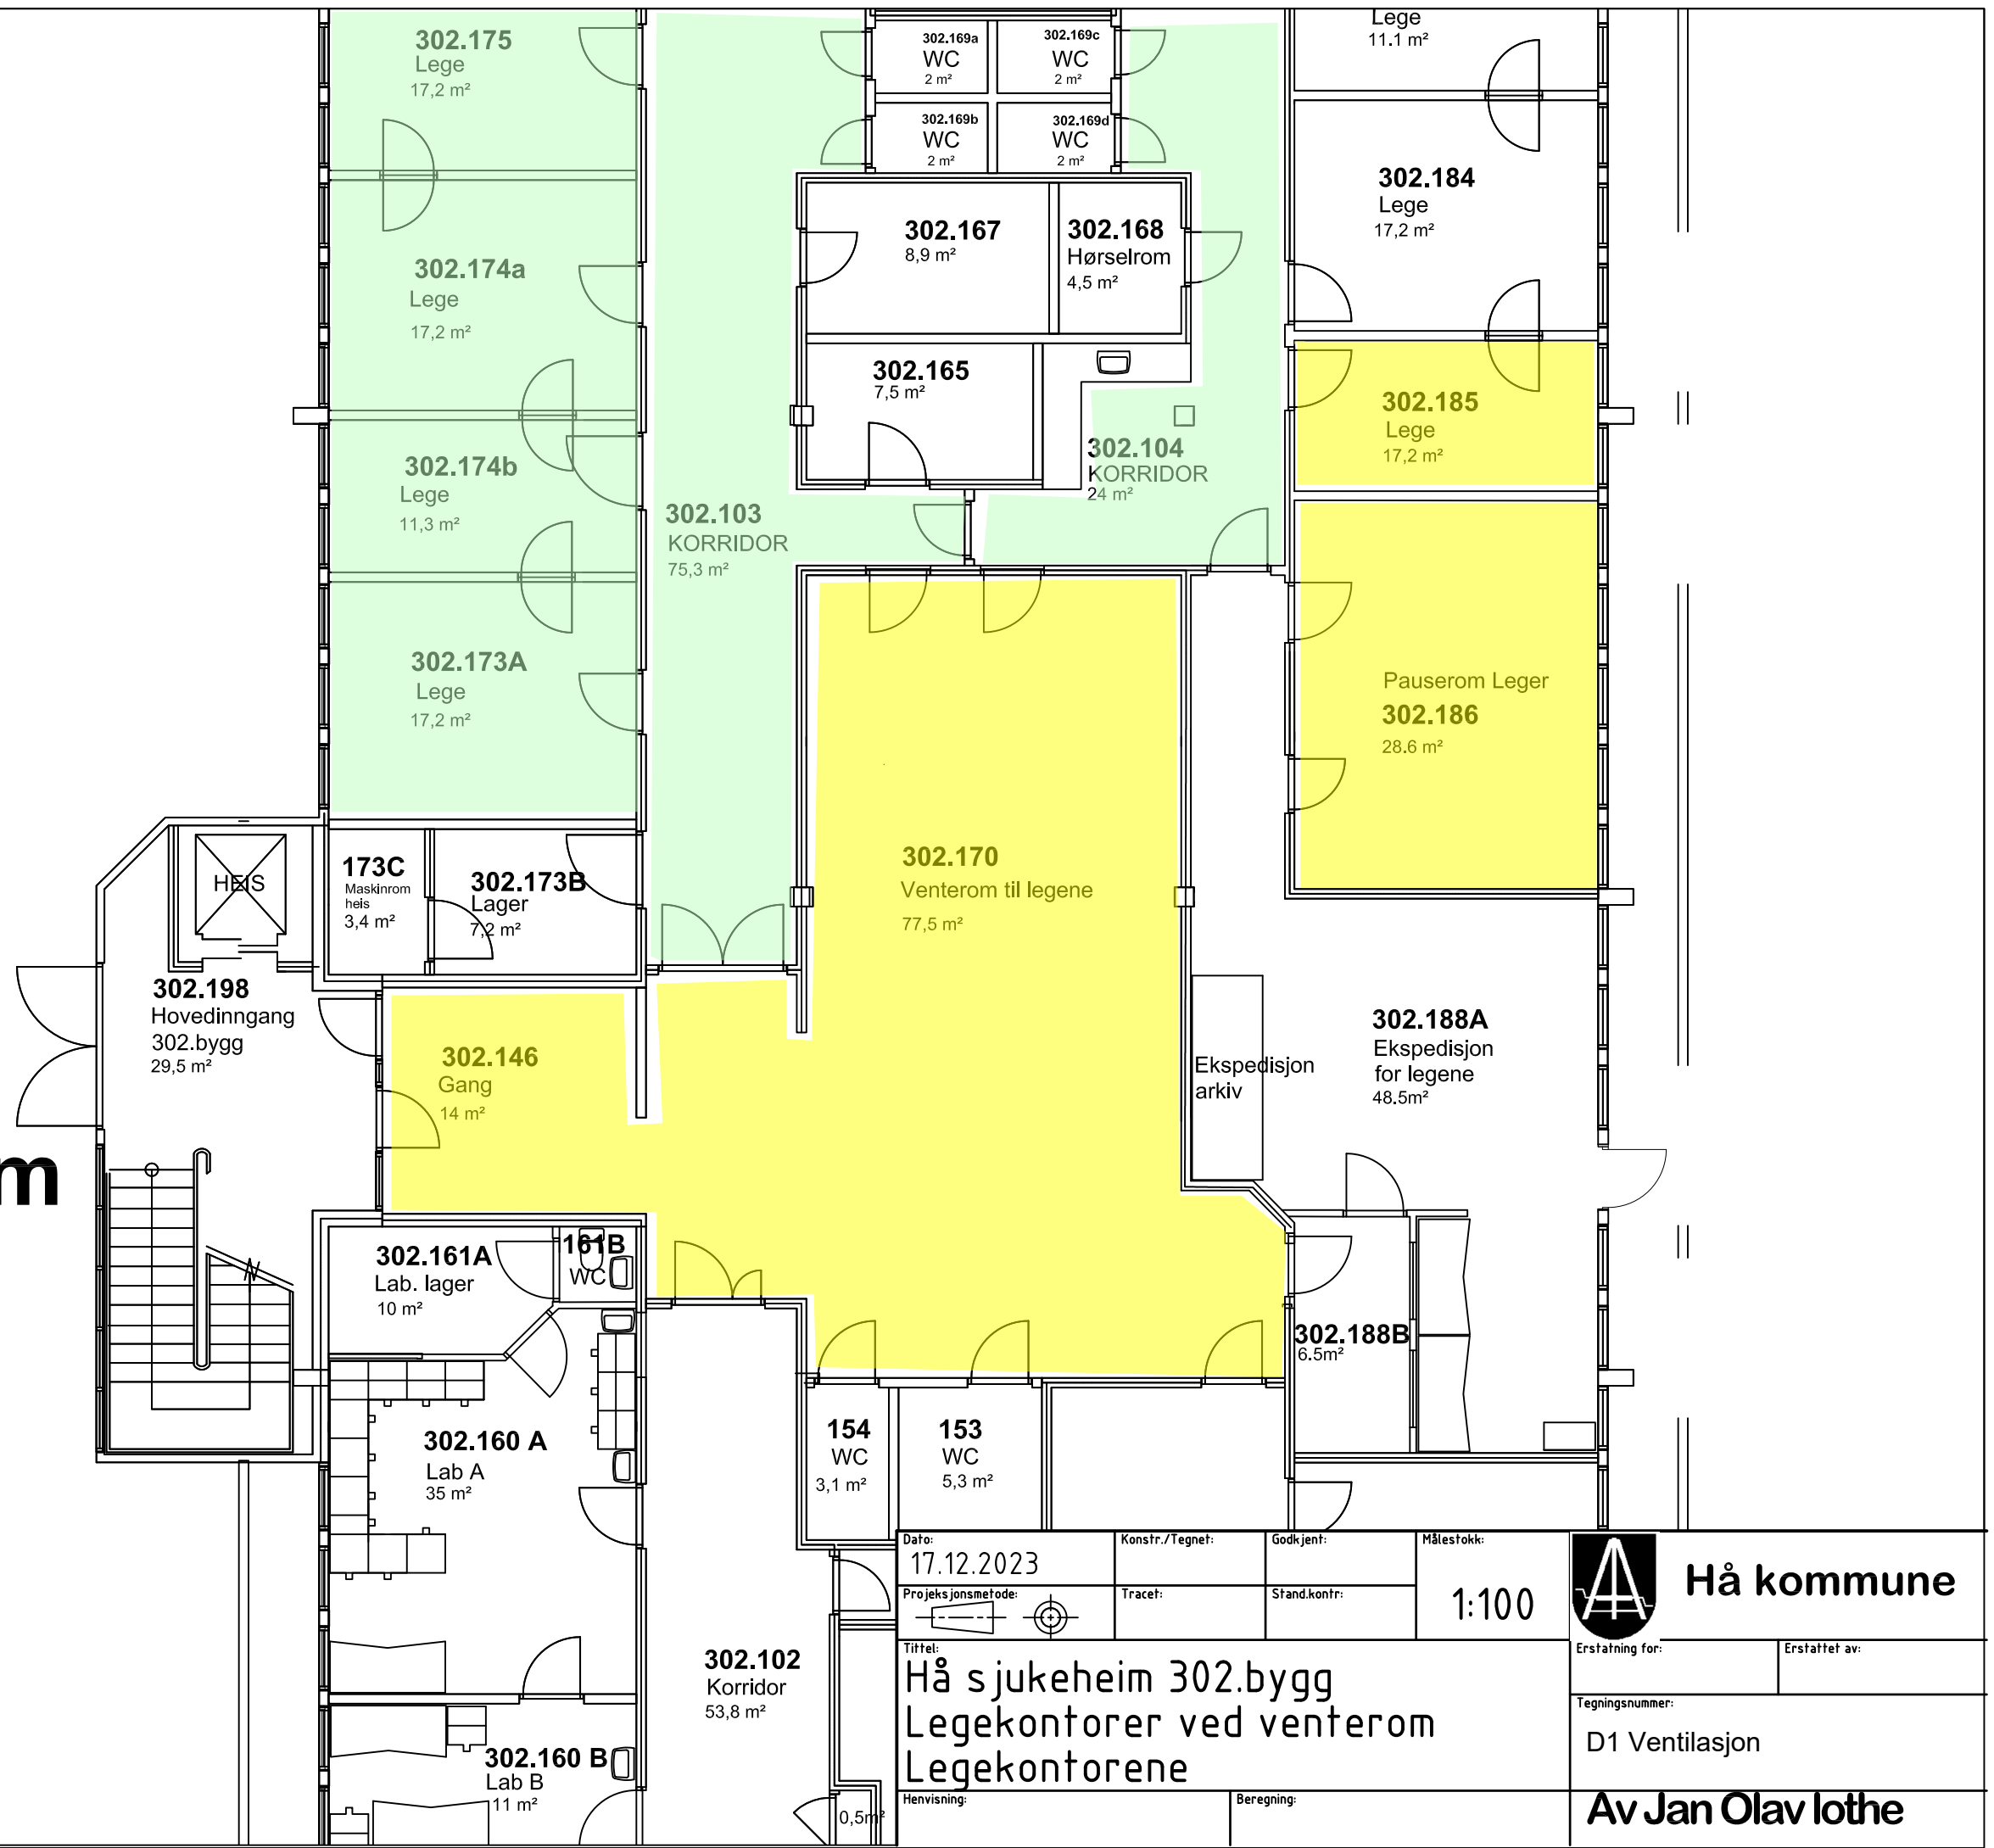 302.175
Lege
17,2 m²
302.169a
WC
2 m²
302.169c
WC
2 m²
Lege
11.1 m²
302.169b
WC
2 m²
302.169d
WC
2 m²
302.184
Lege
17,2 m²
302.167
8,9 m²
302.168
Hørselrom
4,5 m²
302.174a
Lege
17,2 m²
302.165
7,5 m²
302.185
Lege
17,2 m²
302.174b
Lege
11,3 m²
302.104
KORRIDOR
24 m²
302.103
KORRIDOR
75,3 m²
302.173A
Lege
17,2 m²
Pauserom Leger
302.186
28.6 m²
302.170
Venterom til legene
77,5 m²
HEIS
173C
Maskinrom
heis
3,4 m²
302.173B
Lager
7,2 m²
302.198
Hovedinngang
302.bygg
29,5 m²
302.146
Gang
14 m²
Ekspedisjon
arkiv
302.188A
Ekspedisjon
for legene
48.5m²
m
302.161A
Lab. lager
10 m²
161B
WC
N
302.188B
6.5m²
302.160 A
Lab A
35 m²
154
WC
3,1 m²
153
WC
5,3 m²
302.102
Korridor
53,8 m²
302.160 B
Lab B
11 m²
0,5m²
Dato:
17.12.2023
Konstr./Tegnet:
Godkjent:
Målestokk:
1:100
Hå kommune
Projeksjonsmetode:
Tracet:
Stand.kontr:
Tittel:
Hå sjukeheim 302.bygg
Legekontorer ved venterom
Legekontorene
Erstatning for:
Erstattet av:
Tegningsnummer:
D1 Ventilasjon
Henvisning:
Beregning:
Av Jan Olav lothe